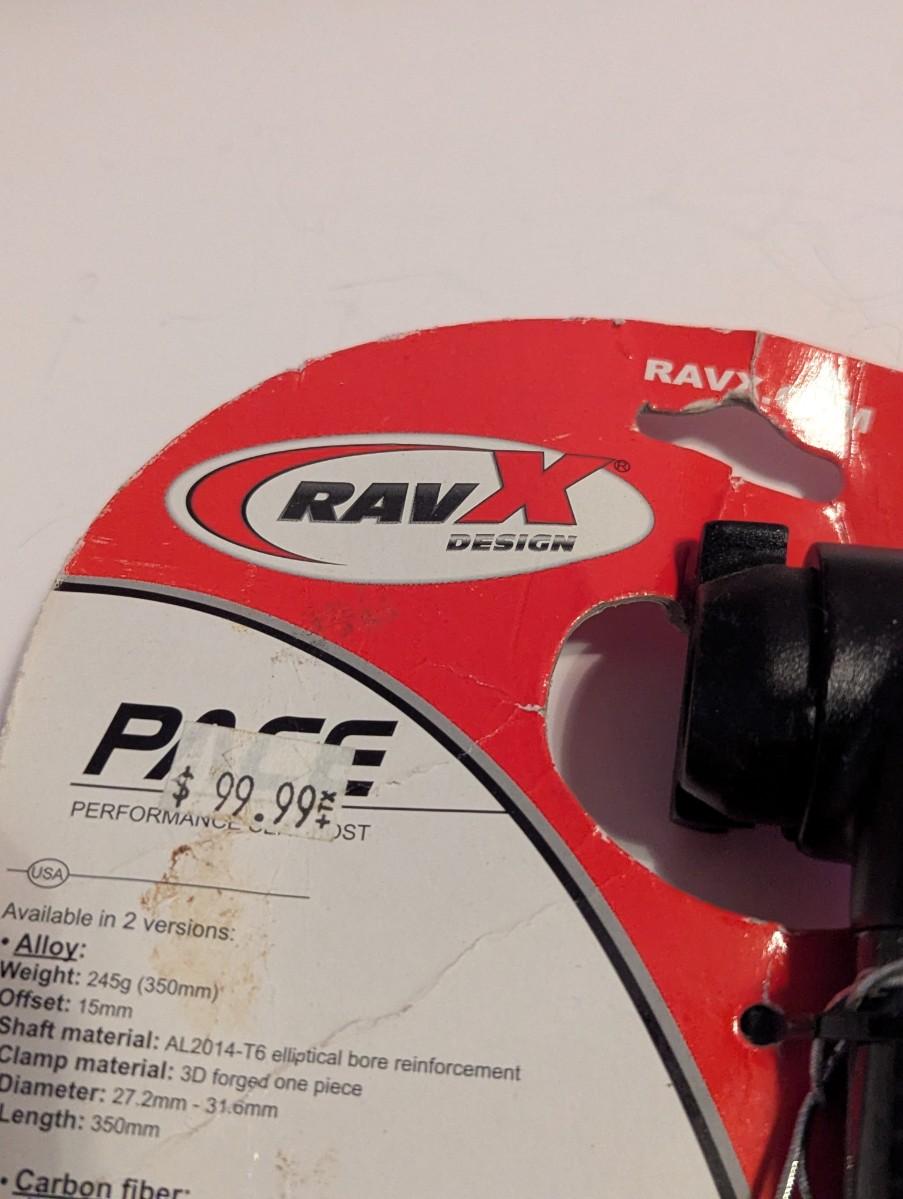 RAVX.COM
RAVX®
DESIGN
PACE
$ 99.99
PERFORMANCE
USA
Available in 2 versions:
• Alloy:
Weight: 245g (350mm)
Offset: 15mm
Shaft material: AL2014-T6 elliptical bore reinforcement
Clamp material: 3D forged one piece
Diameter: 27.2mm - 31.6mm
Length: 350mm
• Carbon fiber: